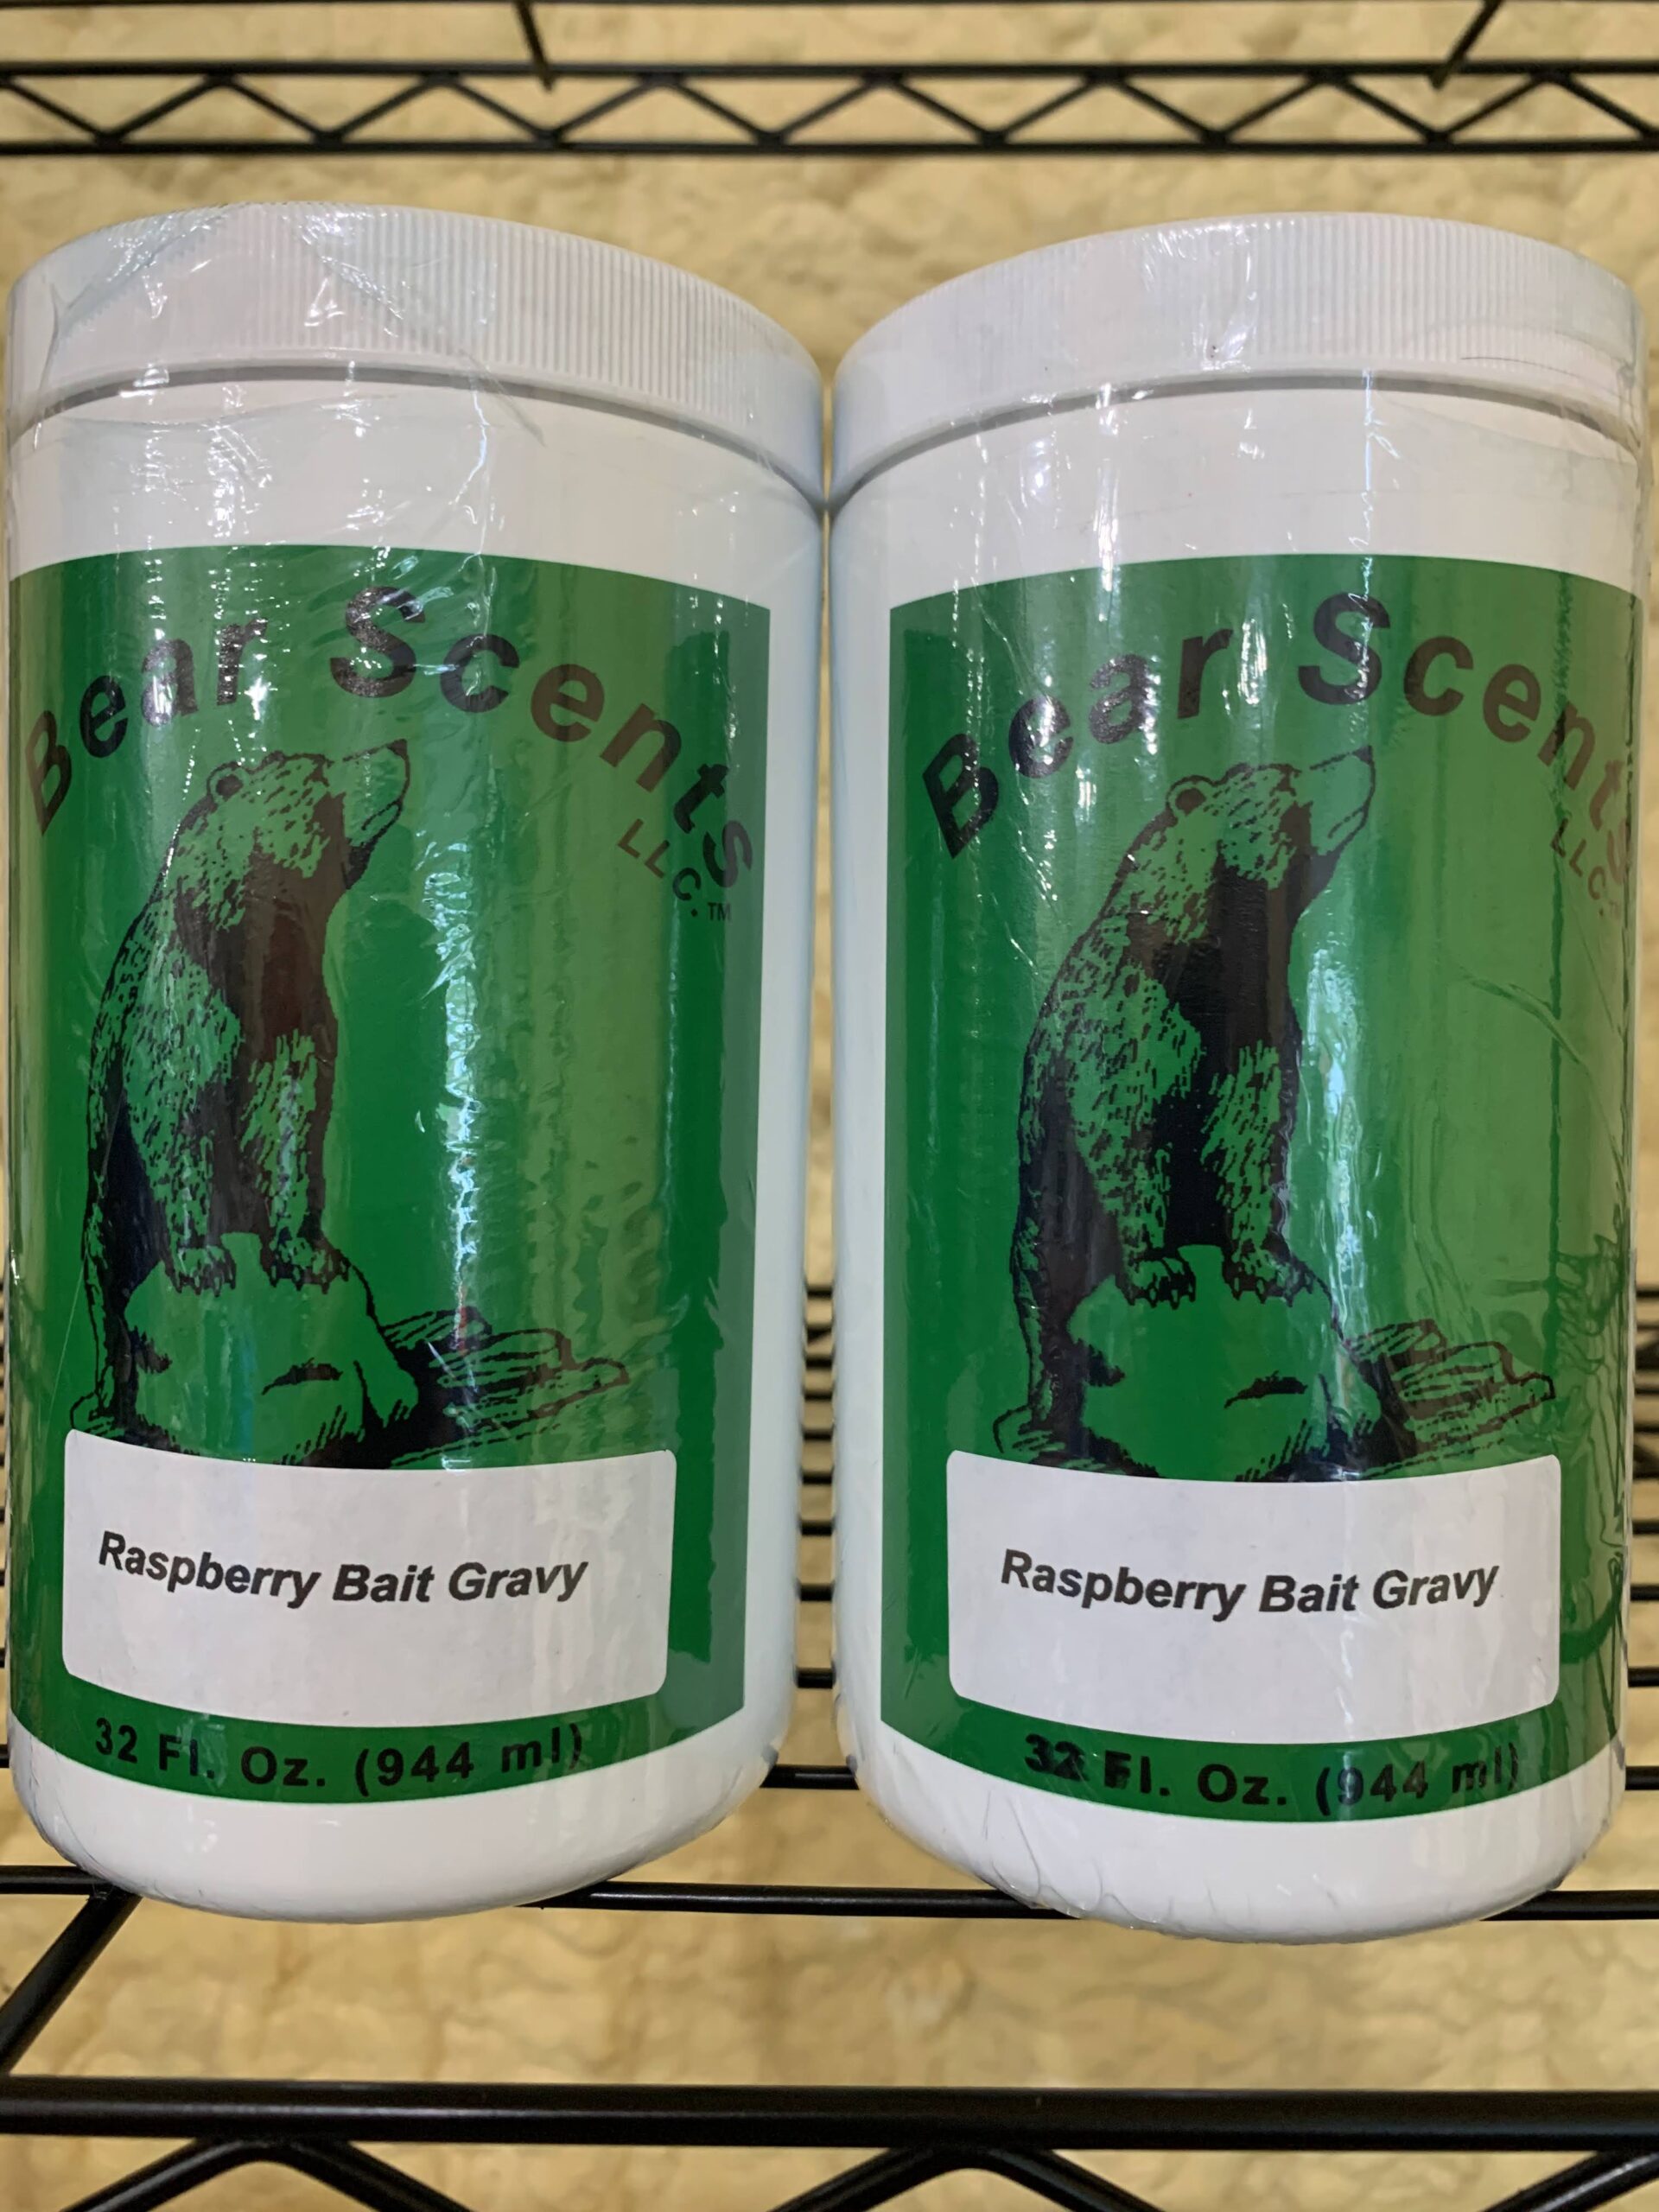 Bear Scents
LLC.™
Raspberry Bait Gravy
32 Fl. Oz. (944 ml)
Bear Scents
LLC.™
Raspberry Bait Gravy
32 Fl. Oz. (944 ml)